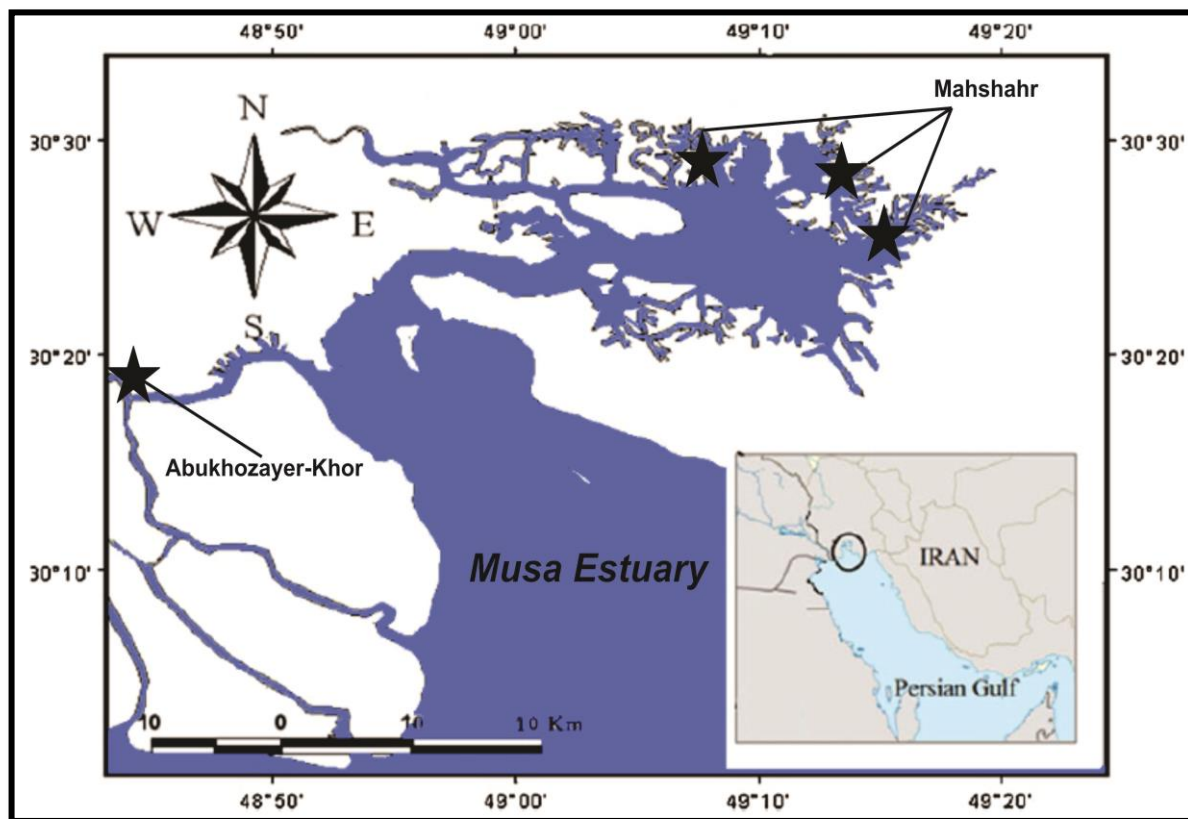 48°50' 49°00' 49°10' 49°20'
Mahshahr
N
30°30' 30°30'
W E
S
30°20' 30°20'
Abukhozayer-Khor
IRAN
Musa Estuary
30°10' 30°10'
Persian Gulf
10 0 10 10 Km
48°50' 49°00' 49°10' 49°20'